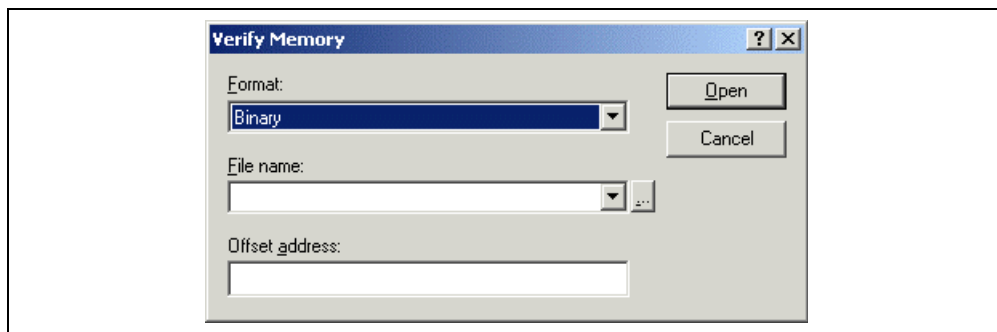 Verify Memory
Format:
Open
Binary
Cancel
File name:
...
Offset address: